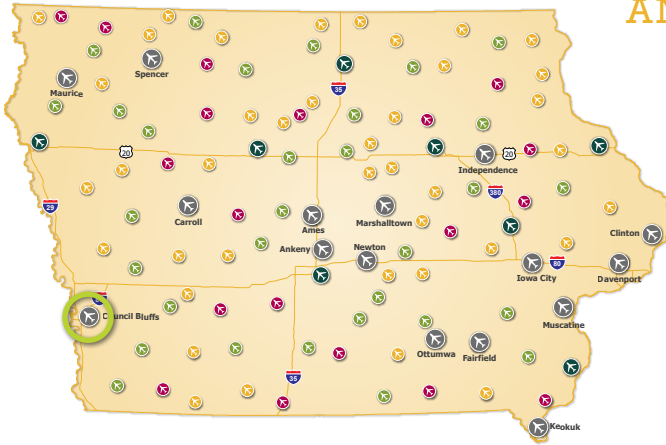 AN
Spencer
Maurice
35
20
20
Independence
380
29
Carroll
Ames
Marshalltown
Clinton
Ankeny
Newton
80
Iowa City
Davenport
Council Bluffs
Muscatine
Ottumwa
Fairfield
35
Keokuk